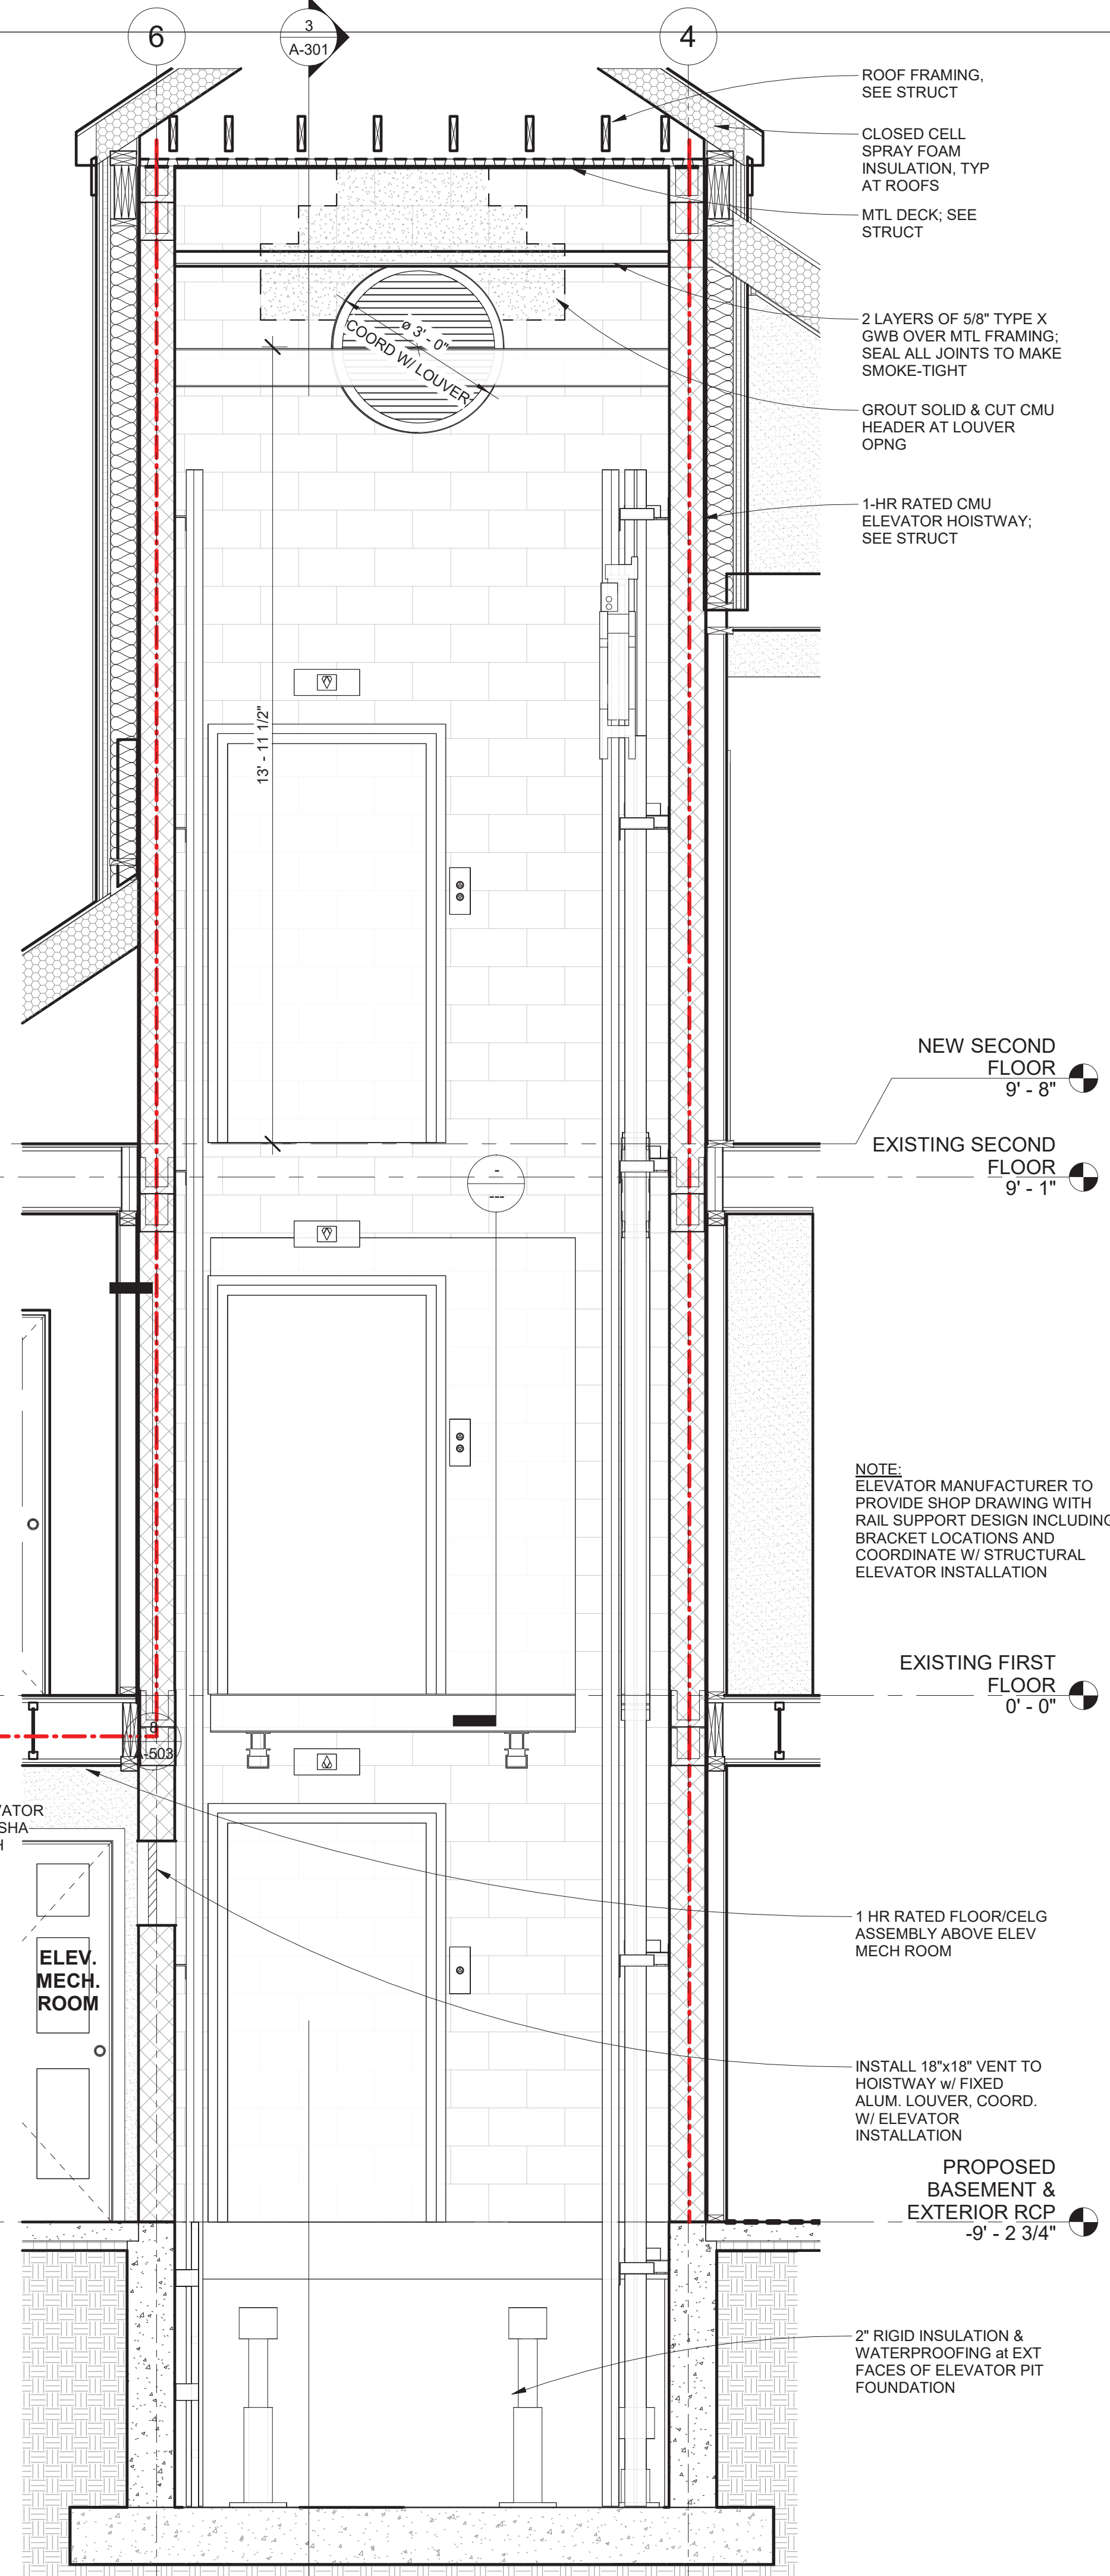 6
3
A-301
4
ROOF FRAMING,
SEE STRUCT
CLOSED CELL
SPRAY FOAM
INSULATION, TYP
AT ROOFS
MTL DECK; SEE
STRUCT
2 LAYERS OF 5/8" TYPE X
GWB OVER MTL FRAMING;
SEAL ALL JOINTS TO MAKE
SMOKE-TIGHT
ø 3' - 0"
COORD W/ LOUVER
GROUT SOLID & CUT CMU
HEADER AT LOUVER
OPNG
1-HR RATED CMU
ELEVATOR HOISTWAY;
SEE STRUCT
13' - 11 1/2"
NEW SECOND
FLOOR
9' - 8"
EXISTING SECOND
FLOOR
9' - 1"
-
---
NOTE:
ELEVATOR MANUFACTURER TO
PROVIDE SHOP DRAWING WITH
RAIL SUPPORT DESIGN INCLUDING
BRACKET LOCATIONS AND
COORDINATE W/ STRUCTURAL
ELEVATOR INSTALLATION
EXISTING FIRST
FLOOR
0' - 0"
8
A-503
VATOR
SHA
H
1 HR RATED FLOOR/CELG
ASSEMBLY ABOVE ELEV
MECH ROOM
ELEV.
MECH.
ROOM
INSTALL 18"x18" VENT TO
HOISTWAY w/ FIXED
ALUM. LOUVER, COORD.
W/ ELEVATOR
INSTALLATION
PROPOSED
BASEMENT &
EXTERIOR RCP
-9' - 2 3/4"
2" RIGID INSULATION &
WATERPROOFING at EXT
FACES OF ELEVATOR PIT
FOUNDATION